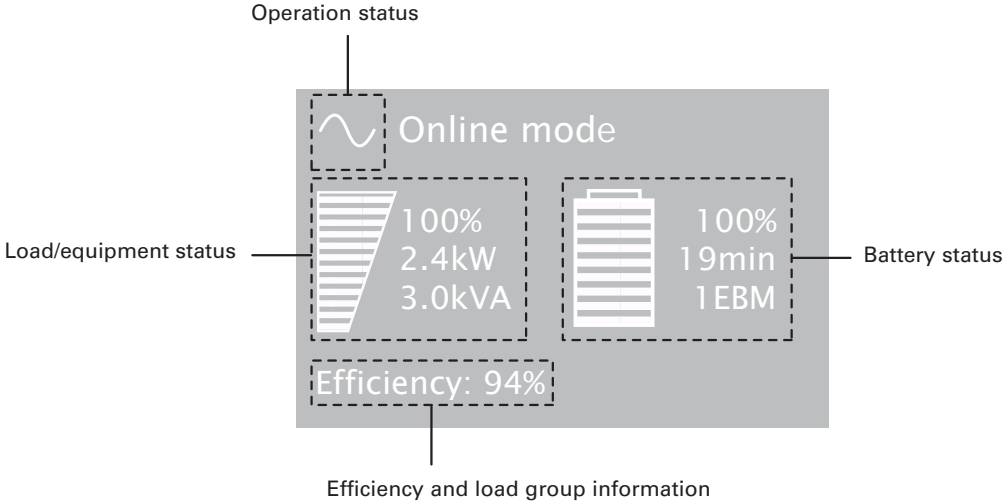 Operation status
Online mode
Load/equipment status
100%
2.4kW
3.0kVA
100%
19min
1EBM
Battery status
Efficiency: 94%
Efficiency and load group information